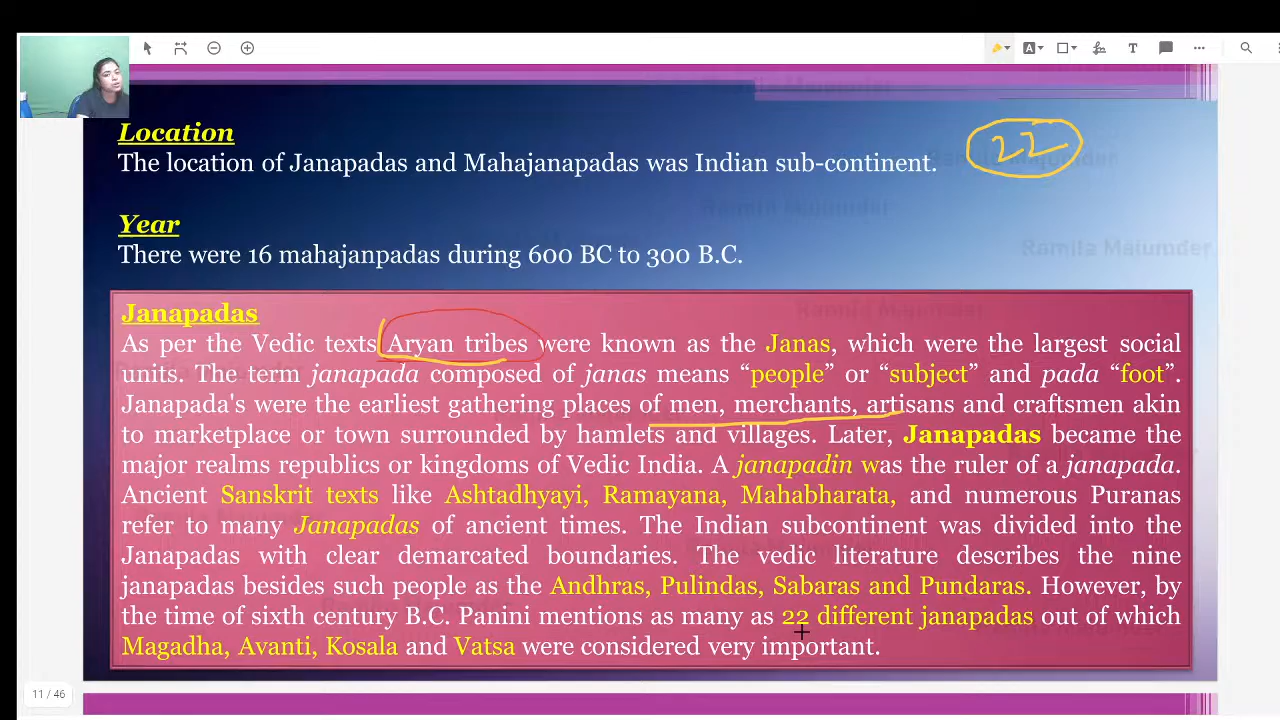 Location
The location of Janapadas and Mahajanapadas was Indian sub-continent.
22
Year
There were 16 mahajanpadas during 600 BC to 300 B.C.
Ramila Majumder
Janapadas
As per the Vedic texts Aryan tribes were known as the Janas, which were the largest social
units. The term janapada composed of janas means “people” or “subject” and pada “foot”.
Janapada's were the earliest gathering places of men, merchants, artisans and craftsmen akin
to marketplace or town surrounded by hamlets and villages. Later, Janapadas became the
major realms republics or kingdoms of Vedic India. A janapadin was the ruler of a janapada.
Ancient Sanskrit texts like Ashtadhyayi, Ramayana, Mahabharata, and numerous Puranas
refer to many Janapadas of ancient times. The Indian subcontinent was divided into the
Janapadas with clear demarcated boundaries. The vedic literature describes the nine
janapadas besides such people as the Andhras, Pulindas, Sabaras and Pundaras. However, by
the time of sixth century B.C. Panini mentions as many as 22 different janapadas out of which
Magadha, Avanti, Kosala and Vatsa were considered very important.
11 / 46